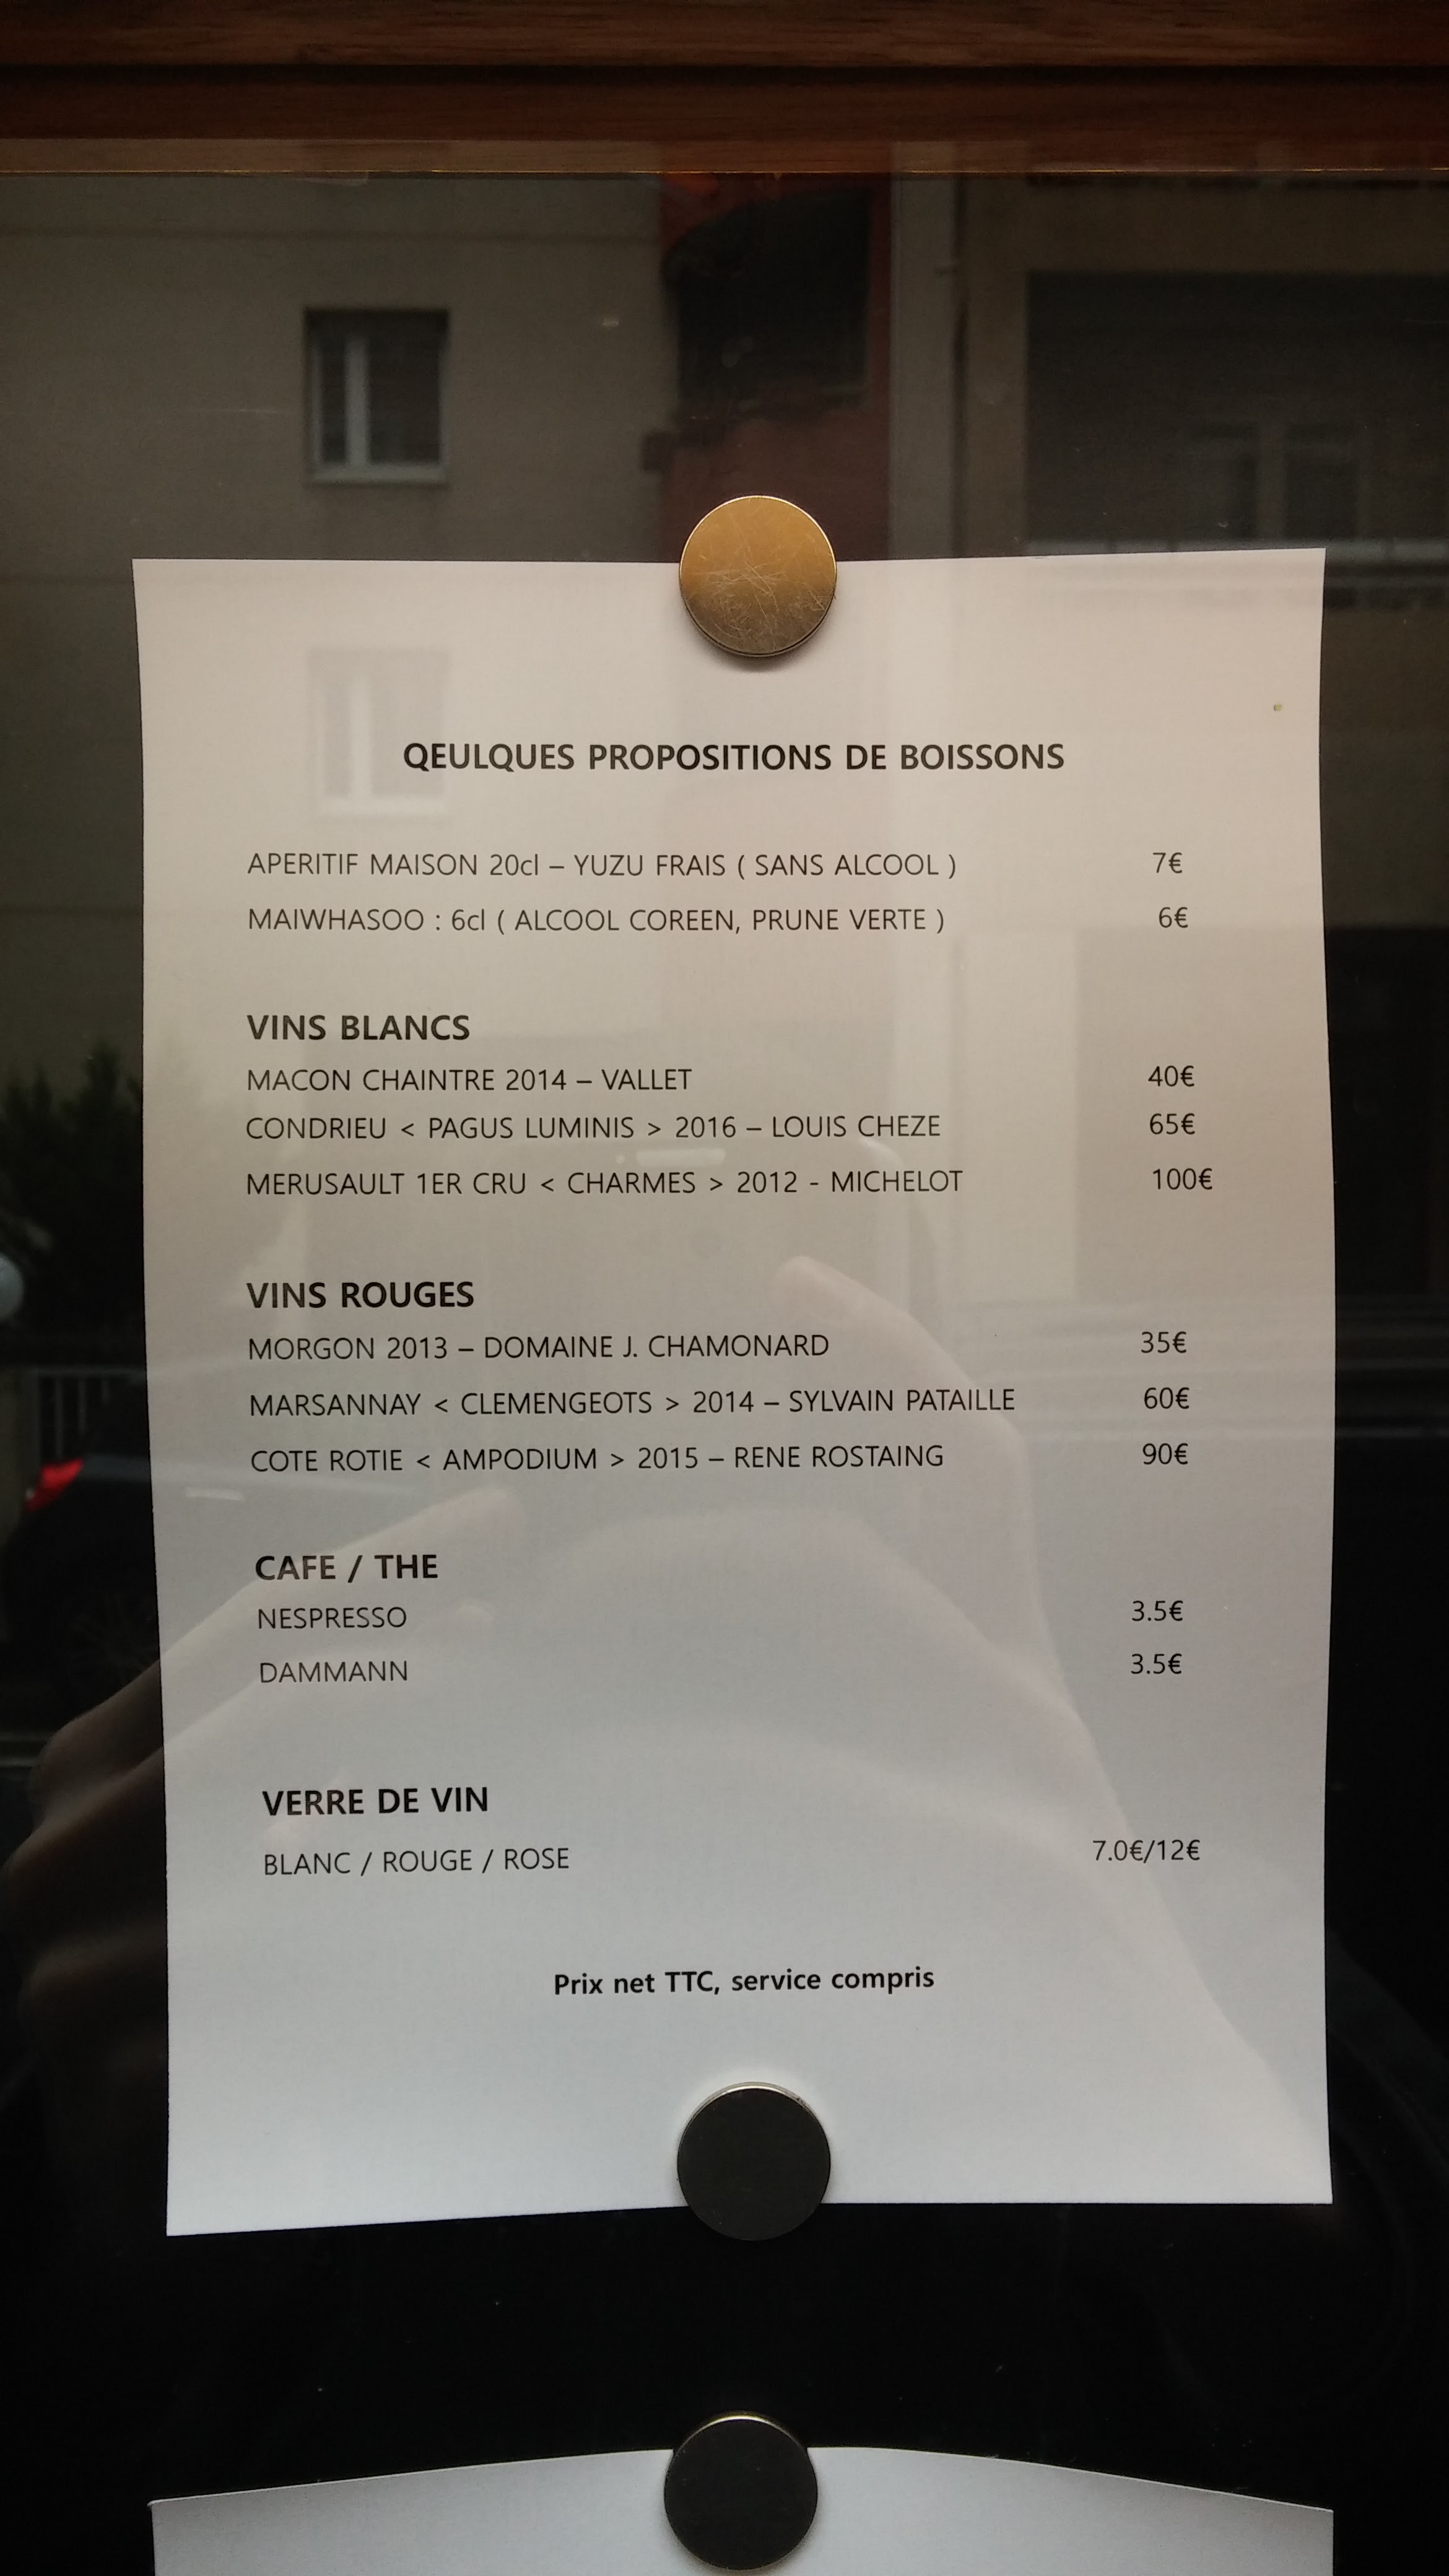 QEULQUES PROPOSITIONS DE BOISSONS
APERITIF MAISON 20cl – YUZU FRAIS ( SANS ALCOOL ) 7€
MAIWHASOO : 6cl ( ALCOOL COREEN, PRUNE VERTE ) 6€
VINS BLANCS
MACON CHAINTRE 2014 – VALLET 40€
CONDRIEU < PAGUS LUMINIS > 2016 – LOUIS CHEZE 65€
MERUSAULT 1ER CRU < CHARMES > 2012 - MICHELOT 100€
VINS ROUGES
MORGON 2013 – DOMAINE J. CHAMONARD 35€
MARSANNAY < CLEMENGEOTS > 2014 – SYLVAIN PATAILLE 60€
COTE ROTIE < AMPODIUM > 2015 – RENE ROSTAING 90€
CAFE / THE
NESPRESSO 3.5€
DAMMANN 3.5€
VERRE DE VIN
BLANC / ROUGE / ROSE 7.0€/12€
Prix net TTC, service compris